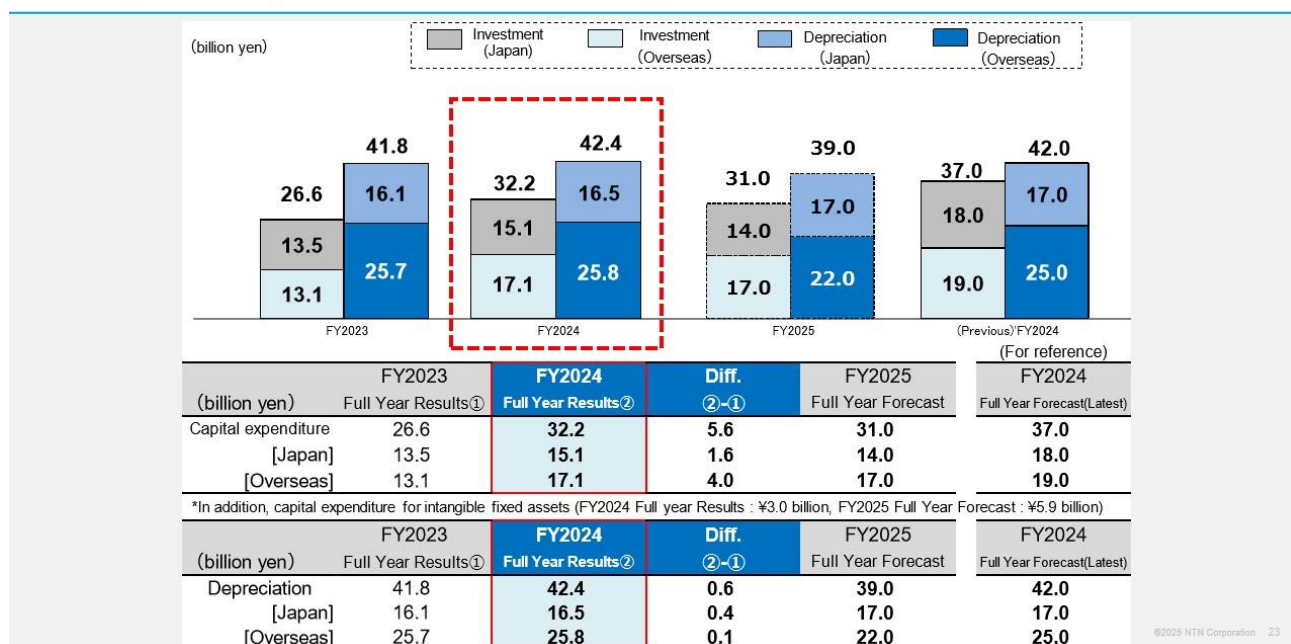 (billion yen)
Investment (Japan)
Investment (Overseas)
Depreciation (Japan)
Depreciation (Overseas)
26.6 41.8 32.2 42.4 31.0 39.0 37.0 42.0
13.5 16.1 15.1 16.5 14.0 17.0 18.0 17.0
13.1 25.7 17.1 25.8 17.0 22.0 19.0 25.0
FY2023 FY2024 FY2025 (Previous)'FY2024
(For reference)
FY2023 FY2024 Diff. FY2025 FY2024
(billion yen) Full Year Results① Full Year Results② ②-① Full Year Forecast Full Year Forecast(Latest)
Capital expenditure 26.6 32.2 5.6 31.0 37.0
[Japan] 13.5 15.1 1.6 14.0 18.0
[Overseas] 13.1 17.1 4.0 17.0 19.0
*In addition, capital expenditure for intangible fixed assets (FY2024 Full year Results : ¥3.0 billion, FY2025 Full Year Forecast : ¥5.9 billion)
FY2023 FY2024 Diff. FY2025 FY2024
(billion yen) Full Year Results① Full Year Results② ②-① Full Year Forecast Full Year Forecast(Latest)
Depreciation 41.8 42.4 0.6 39.0 42.0
[Japan] 16.1 16.5 0.4 17.0 17.0
[Overseas] 25.7 25.8 0.1 22.0 25.0
©2025 NTN Corporation 23